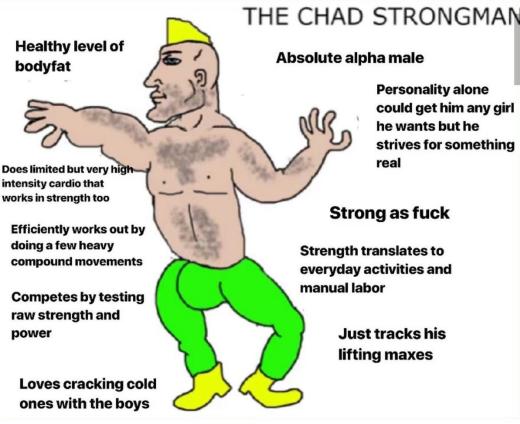 THE CHAD STRONGMAN
Healthy level of
bodyfat
Absolute alpha male
Personality alone
could get him any girl
he wants but he
strives for something
real
Does limited but very high
intensity cardio that
works in strength too
Strong as fuck
Efficiently works out by
doing a few heavy
compound movements
Strength translates to
everyday activities and
manual labor
Competes by testing
raw strength and
power
Just tracks his
lifting maxes
Loves cracking cold
ones with the boys